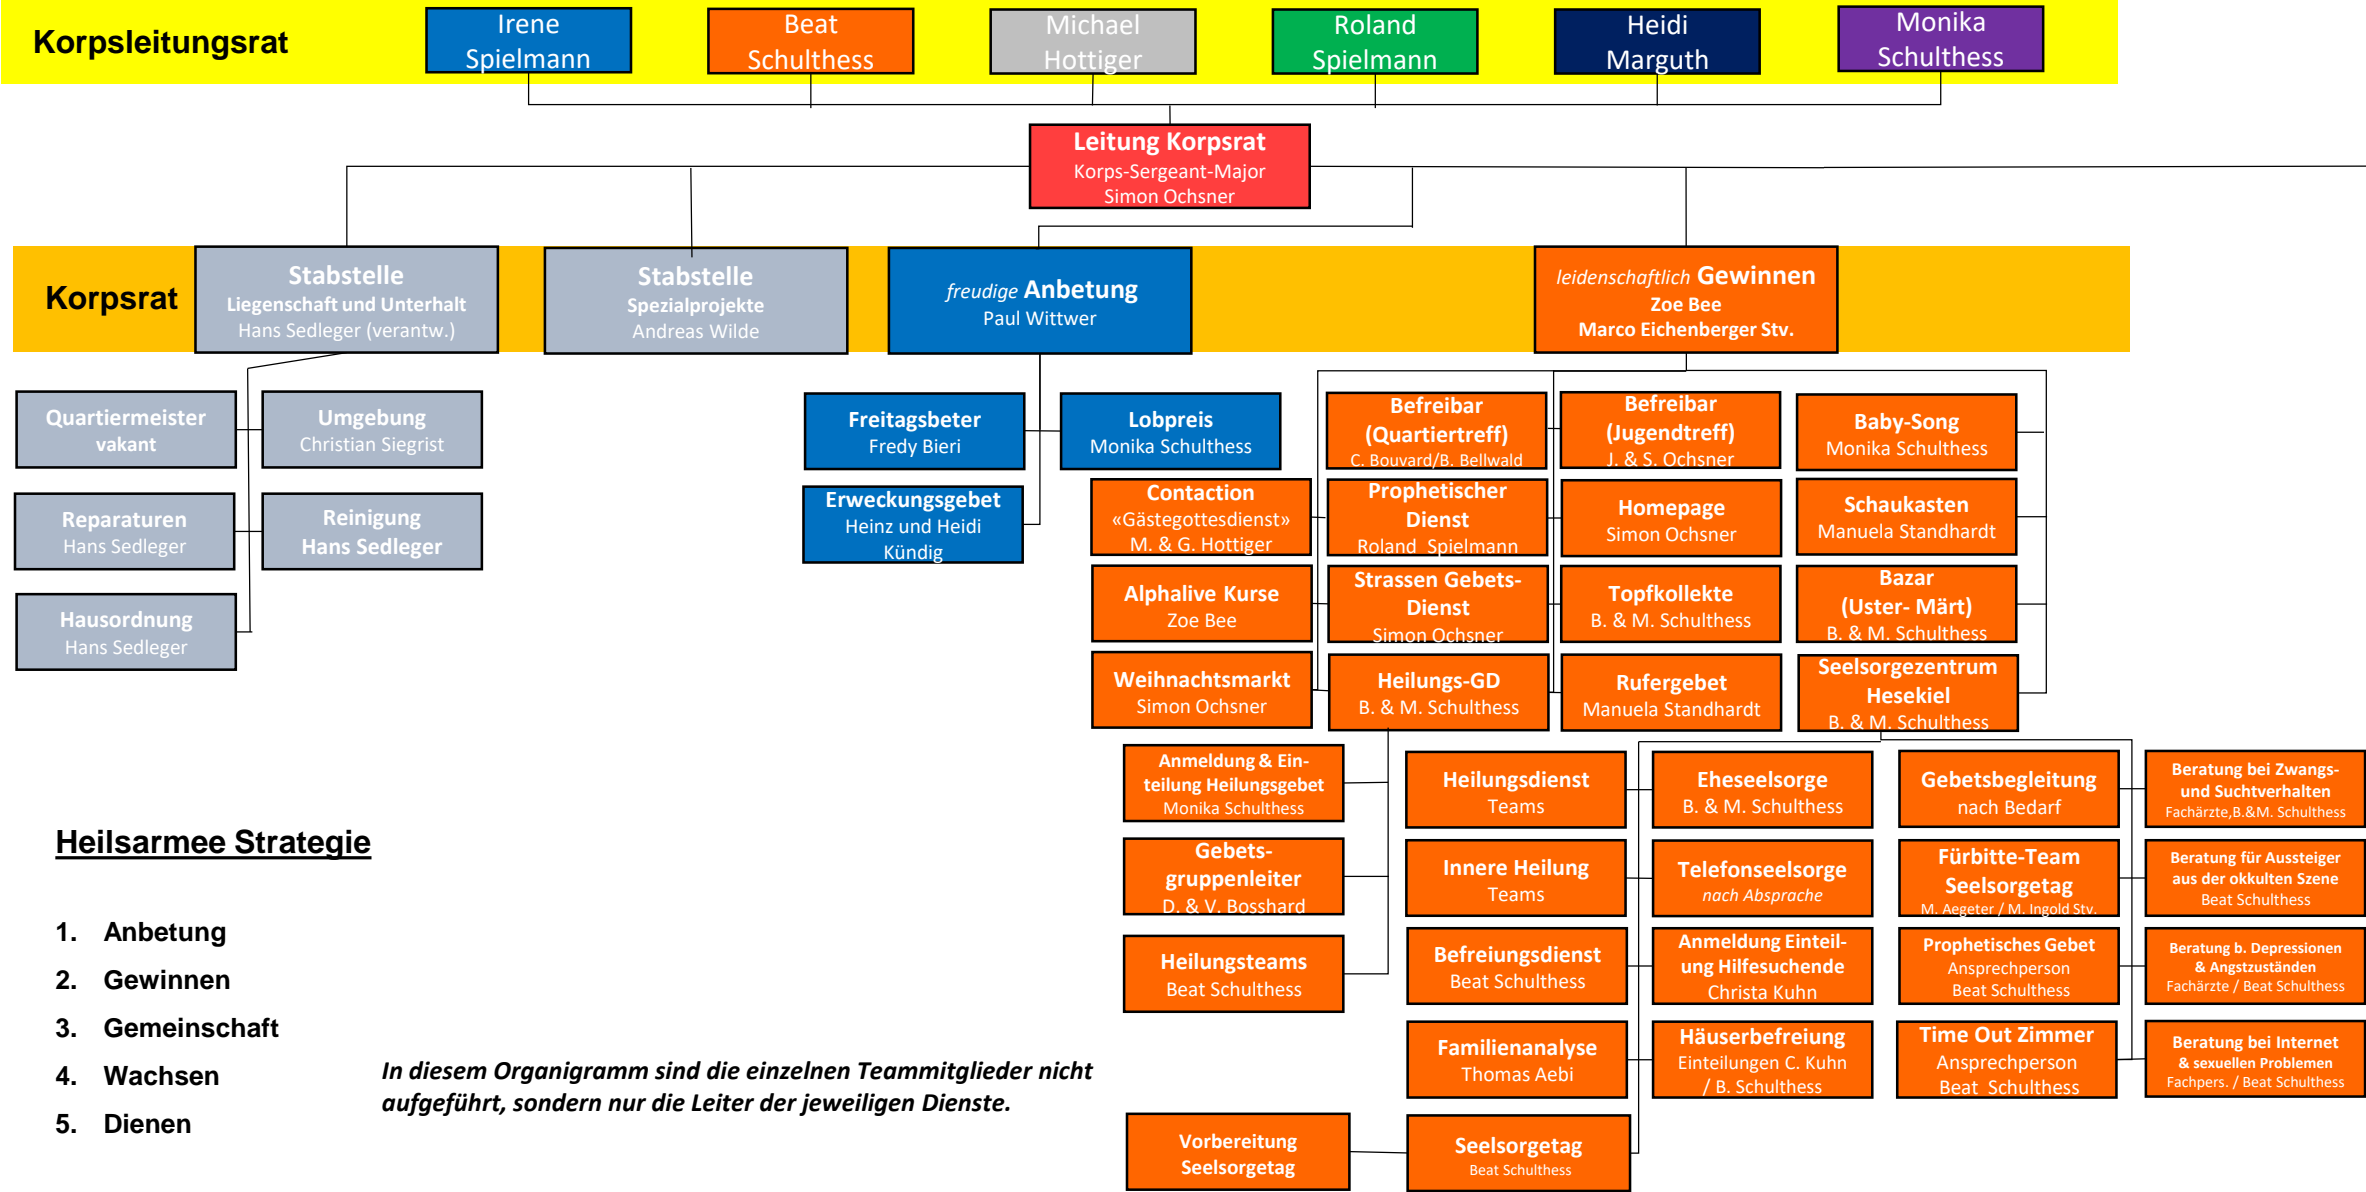 Korpsleitungsrat
Irene
Spielmann
Beat
Schulthess
Michael
Hottiger
Roland
Spielmann
Heidi
Marguth
Monika
Schulthess
Leitung Korpsrat
Korps-Sergeant-Major
Simon Ochsner
Korpsrat
Stabstelle
Liegenschaft und Unterhalt
Hans Sedleger (verantw.)
Stabstelle
Spezialprojekte
Andreas Wilde
freudige Anbetung
Paul Wittwer
leidenschaftlich Gewinnen
Zoe Bee
Marco Eichenberger Stv.
Quartiermeister
vakant
Umgebung
Christian Siegrist
Reparaturen
Hans Sedleger
Reinigung
Hans Sedleger
Hausordnung
Hans Sedleger
Freitagsbeter
Fredy Bieri
Lobpreis
Monika Schulthess
Erweckungsgebet
Heinz und Heidi
Kündig
Befreibar
(Quartiertreff)
C. Bouvard/B. Bellwald
Befreibar
(Jugendtreff)
J. & S. Ochsner
Baby-Song
Monika Schulthess
Contaction
«Gästegottesdienst»
M. & G. Hottiger
Prophetischer
Dienst
Roland Spielmann
Homepage
Simon Ochsner
Schaukasten
Manuela Standhardt
Alphalive Kurse
Zoe Bee
Strassen Gebets-
Dienst
Simon Ochsner
Topfkollekte
B. & M. Schulthess
Bazar
(Uster- Märt)
B. & M. Schulthess
Weihnachtsmarkt
Simon Ochsner
Heilungs-GD
B. & M. Schulthess
Rufergebet
Manuela Standhardt
Seelsorgezentrum
Hesekiel
B. & M. Schulthess
Anmeldung & Ein-
teilung Heilungsgebet
Monika Schulthess
Heilungsdienst
Teams
Eheseelsorge
B. & M. Schulthess
Gebetsbegleitung
nach Bedarf
Beratung bei Zwangs-
und Suchtverhalten
Fachärzte,B.&M. Schulthess
Gebets-
gruppenleiter
D. & V. Bosshard
Innere Heilung
Teams
Telefonseelsorge
nach Absprache
Fürbitte-Team
Seelsorgetag
M. Aegeter / M. Ingold Stv.
Beratung für Aussteiger
aus der okkulten Szene
Beat Schulthess
Heilungsteams
Beat Schulthess
Befreiungsdienst
Beat Schulthess
Anmeldung Einteil-
ung Hilfesuchende
Christa Kuhn
Prophetisches Gebet
Ansprechperson
Beat Schulthess
Beratung b. Depressionen
& Angstzuständen
Fachärzte / Beat Schulthess
Familienanalyse
Thomas Aebi
Häuserbefreiung
Einteilungen C. Kuhn
/ B. Schulthess
Time Out Zimmer
Ansprechperson
Beat Schulthess
Beratung bei Internet
& sexuellen Problemen
Fachpers. / Beat Schulthess
Vorbereitung
Seelsorgetag
Seelsorgetag
Beat Schulthess
Heilsarmee Strategie
1. Anbetung
2. Gewinnen
3. Gemeinschaft
4. Wachsen
5. Dienen
In diesem Organigramm sind die einzelnen Teammitglieder nicht
aufgeführt, sondern nur die Leiter der jeweiligen Dienste.